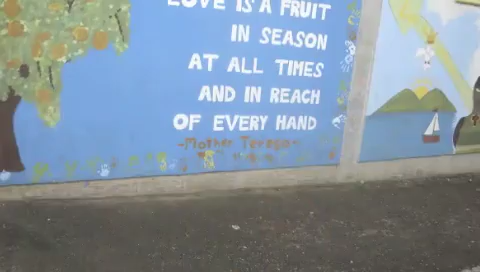 LOVE IS A FRUIT
IN SEASON
AT ALL TIMES
AND IN REACH
OF EVERY HAND
-Mother Teresa-